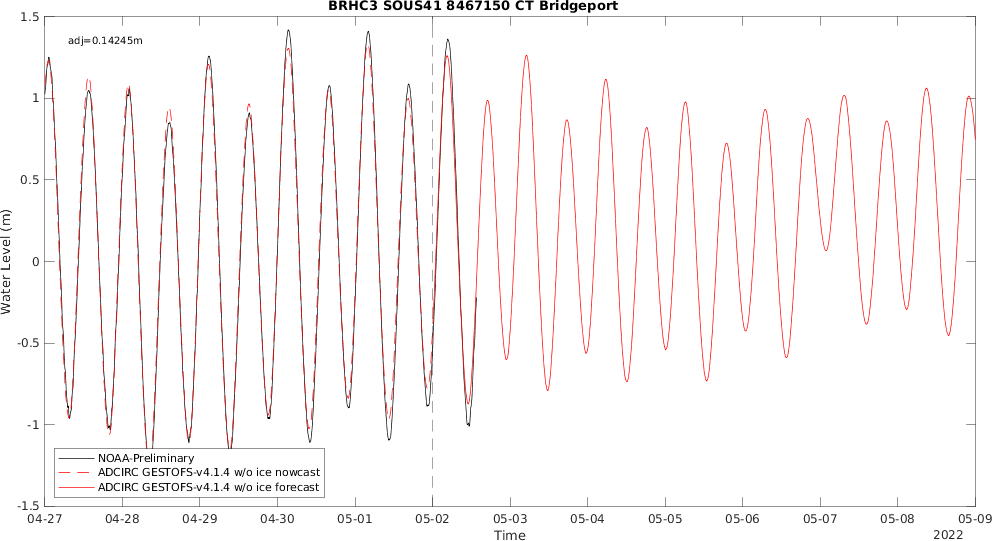 BRHC3 SOUS41 8467150 CT Bridgeport
adj=0.14245m
Water Level (m)
1.5
1
0.5
0
-0.5
-1
-1.5
NOAA-Preliminary
ADCIRC GESTOFS-v4.1.4 w/o ice nowcast
ADCIRC GESTOFS-v4.1.4 w/o ice forecast
04-27 04-28 04-29 04-30 05-01 05-02 05-03 05-04 05-05 05-06 05-07 05-08 05-09
Time
2022